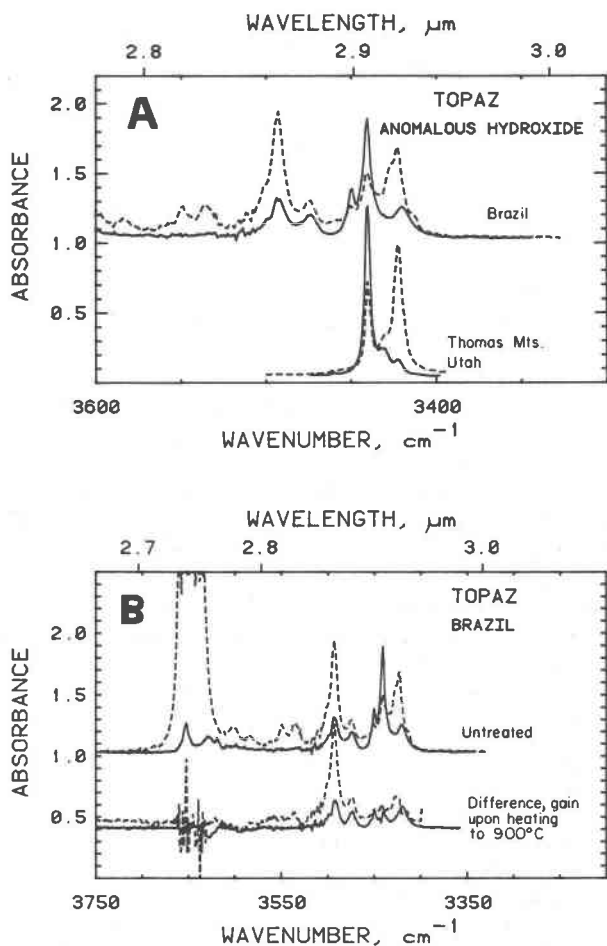 WAVELENGTH, µm
2.8 2.9 3.0
A
TOPAZ
ANOMALOUS HYDROXIDE
2.0
1.5
1.0
0.5
ABSORBANCE
Brazil
Thomas Mts.
Utah
3600 3400
WAVENUMBER, cm⁻¹
WAVELENGTH, µm
2.7 2.8 3.0
B
TOPAZ
BRAZIL
2.0
1.5
1.0
0.5
ABSORBANCE
Untreated
Difference, gain
upon heating
to 900°C
3750 3550 3350
WAVENUMBER, cm⁻¹